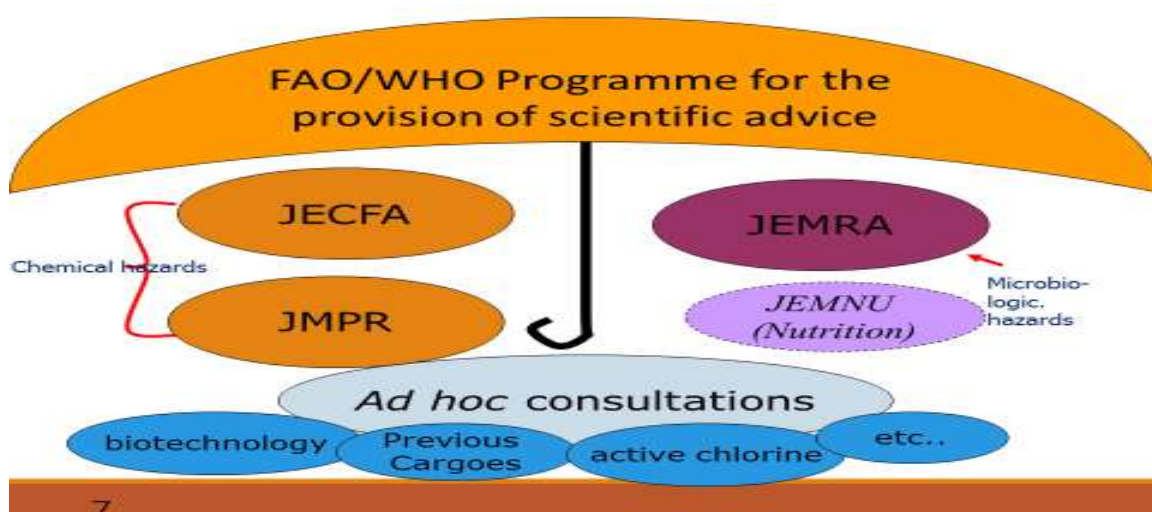 FAO/WHO Programme for the
provision of scientific advice
JECFA
JEMRA
Chemical hazards
Microbio-
logic.
hazards
JMPR
JEMNU
(Nutrition)
Ad hoc consultations
biotechnology
Previous
Cargoes
active chlorine
etc..
7